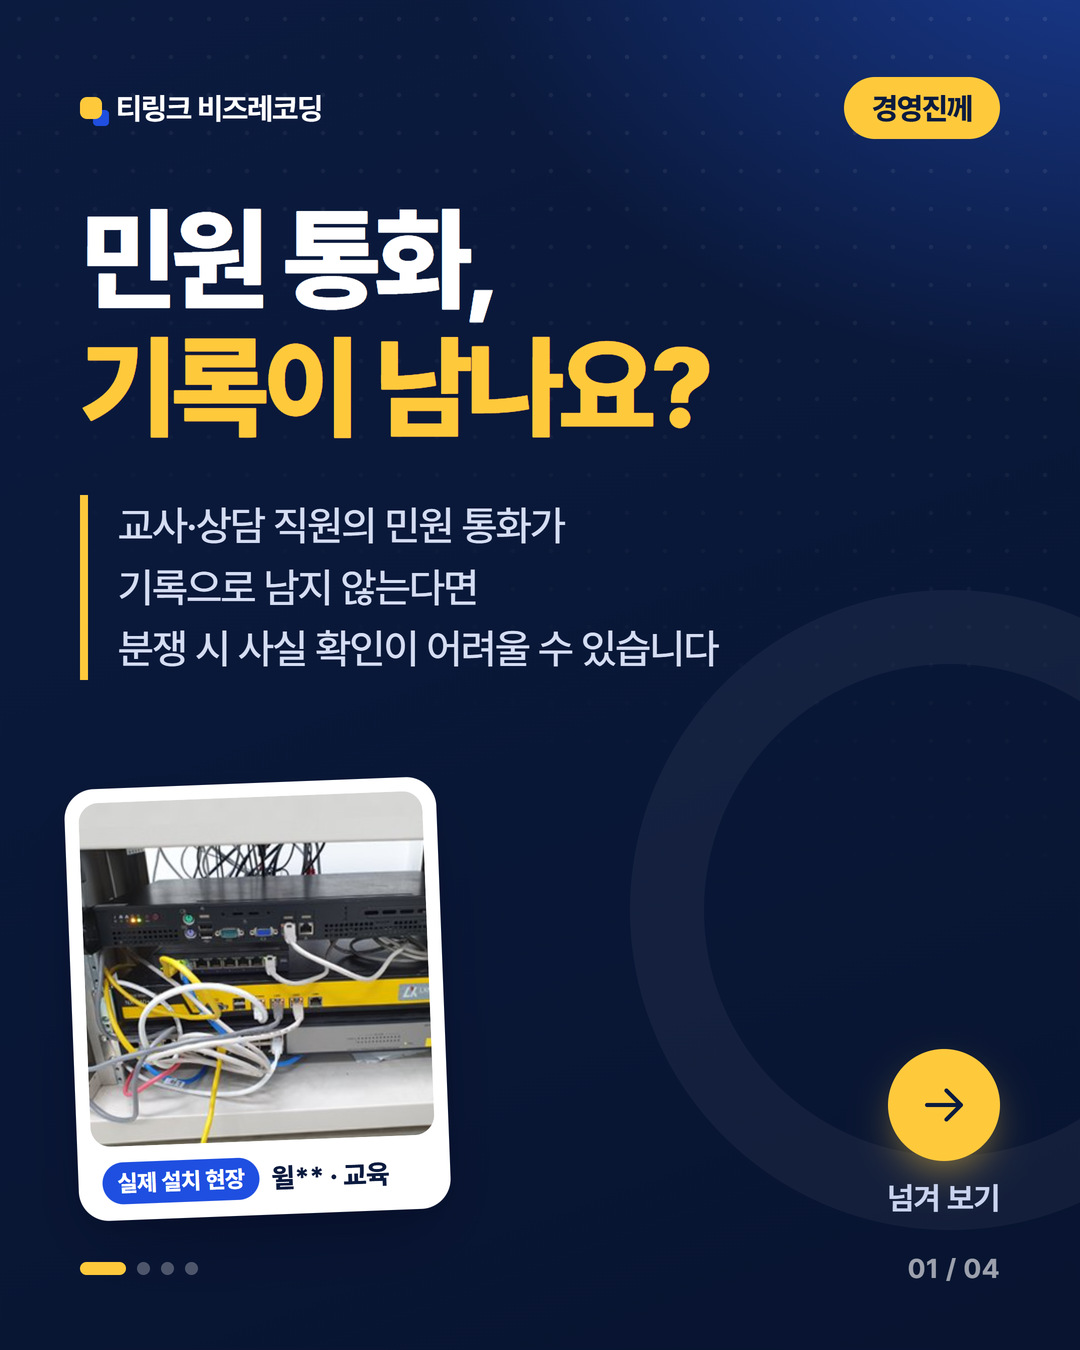 티링크 비즈레코딩
경영진께
민원 통화,
기록이 남나요?
교사·상담 직원의 민원 통화가
기록으로 남지 않는다면
분쟁 시 사실 확인이 어려울 수 있습니다
실제 설치 현장
윌** · 교육
넘겨 보기
01 / 04